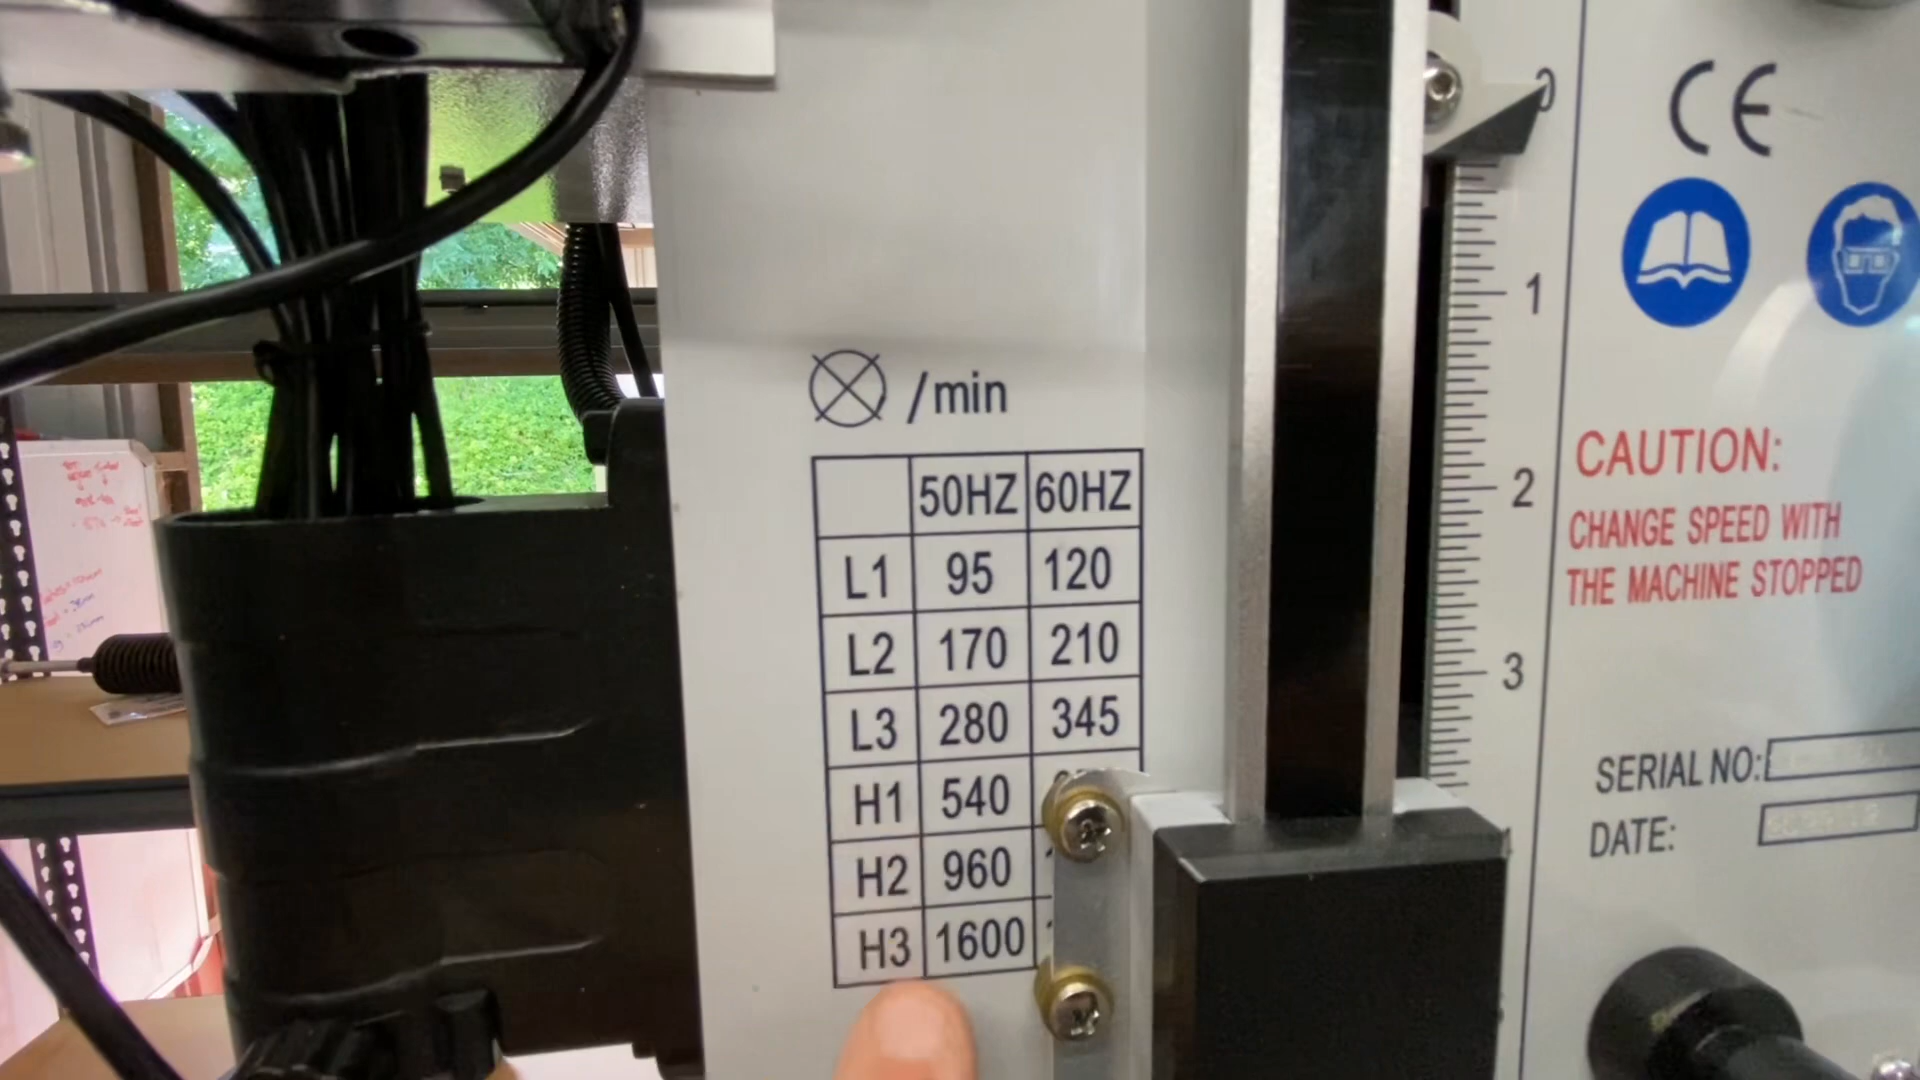 /min
50HZ 60HZ
L1 95 120
L2 170 210
L3 280 345
H1 540
H2 960
H3 1600
0
1
2
3
CE
CAUTION:
CHANGE SPEED WITH
THE MACHINE STOPPED
SERIAL NO:
DATE: